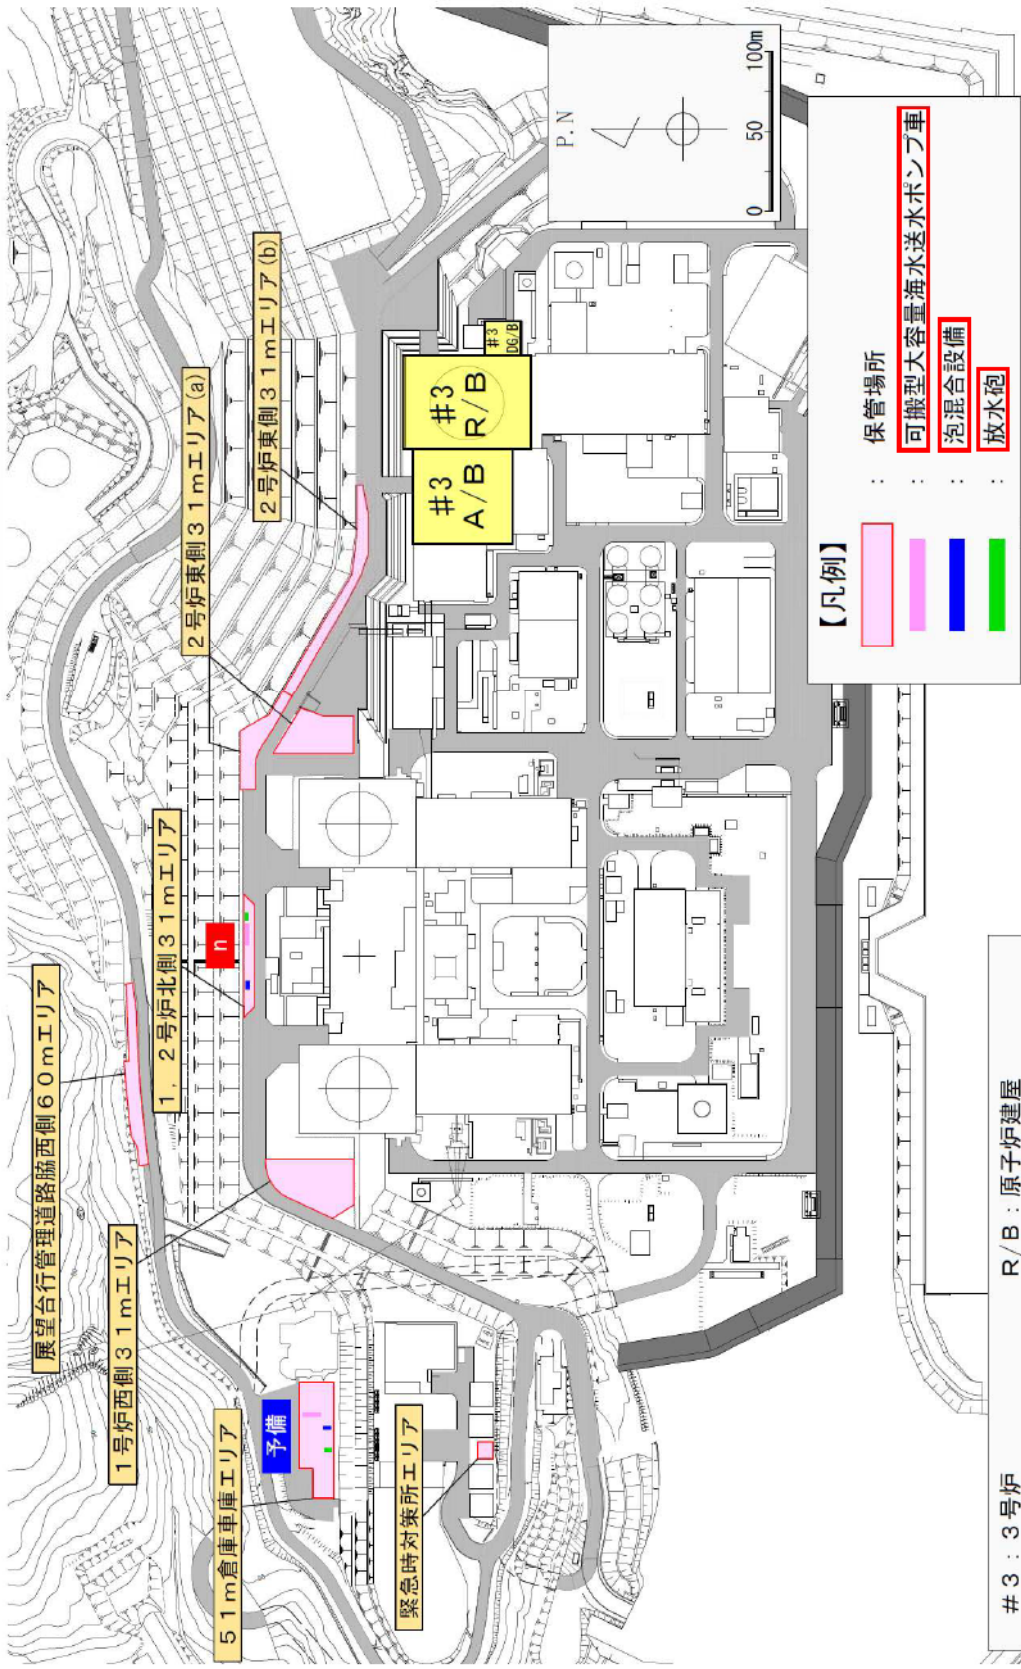 展望台行管理道路脇西側60mエリア
1号炉西側31mエリア
51m倉庫車庫エリア
1,2号炉北側31mエリア
2号炉東側31mエリア(a)
2号炉東側31mエリア(b)
緊急時対策所エリア
予備
n
#3
A/B
#3
R/B
#3
DG/B
P.N
0 50 100m
【凡例】
: 保管場所
: 可搬型大容量海水送水ポンプ車
: 泡混合設備
: 放水砲
#3:3号炉 R/B:原子炉建屋